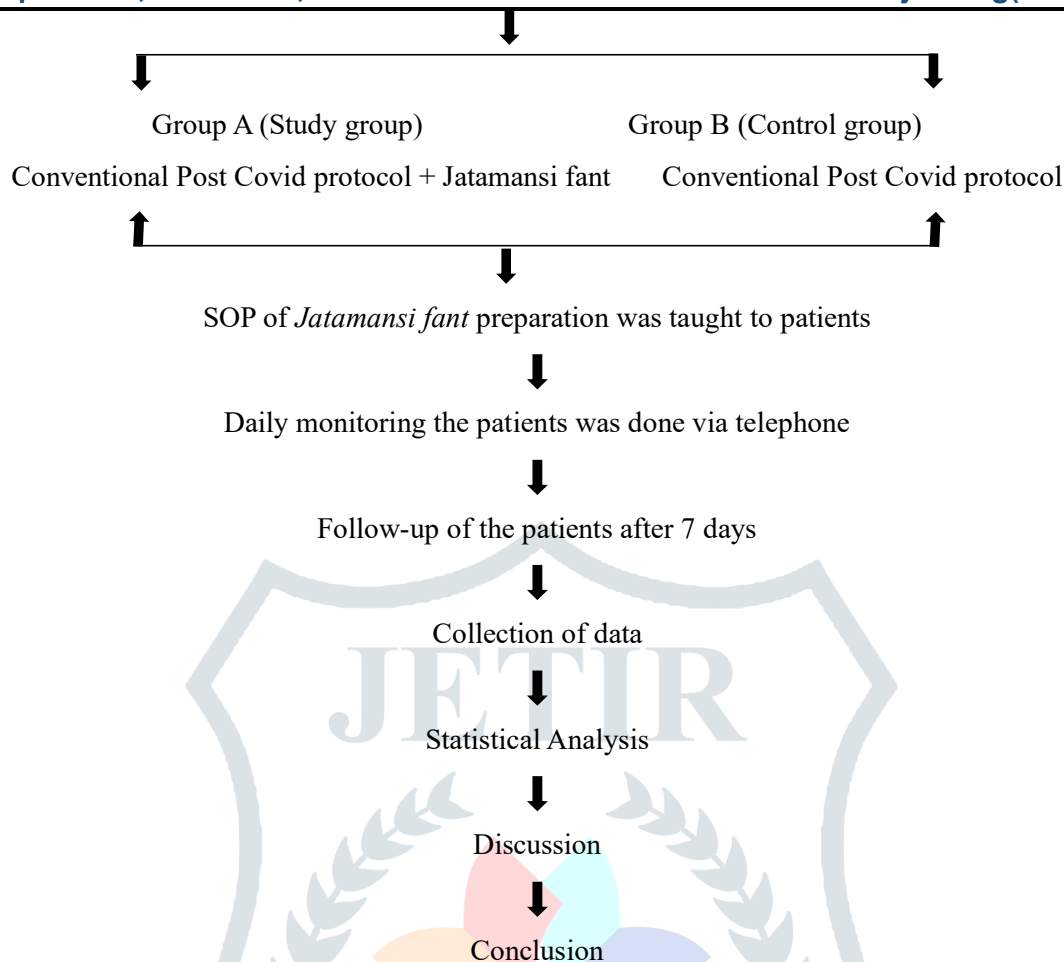 Group A (Study group) Group B (Control group)
Conventional Post Covid protocol + Jatamansi fant Conventional Post Covid protocol
SOP of Jatamansi fant preparation was taught to patients
Daily monitoring the patients was done via telephone
Follow-up of the patients after 7 days
Collection of data
JETIR
Statistical Analysis
Discussion
Conclusion